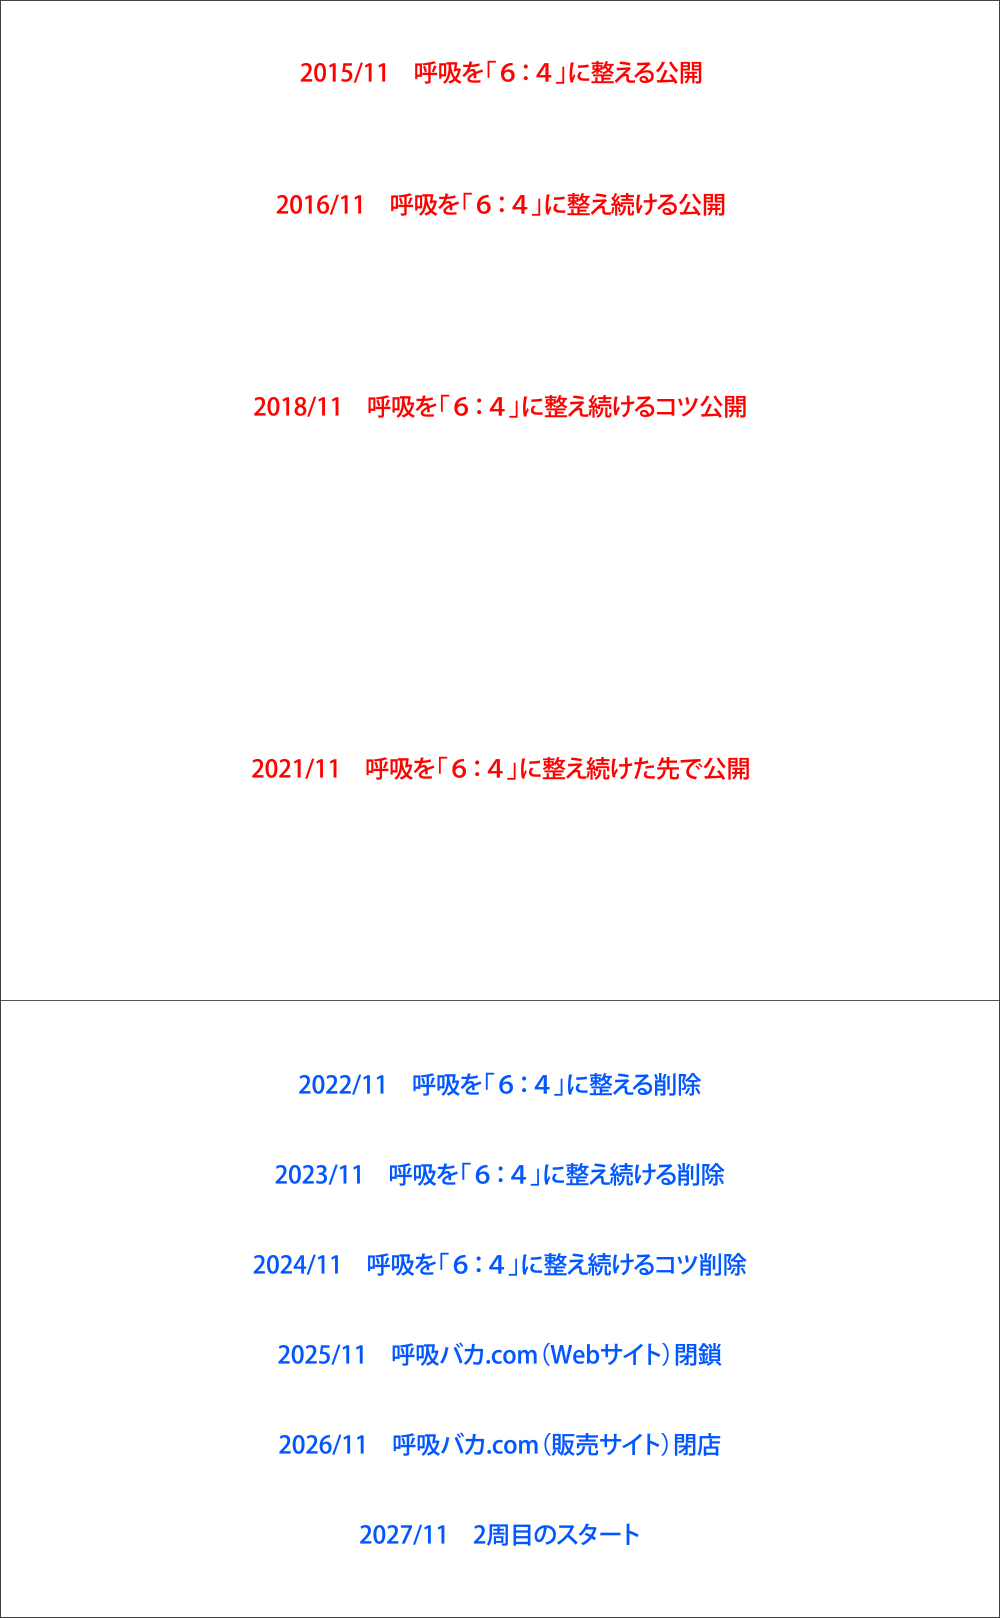 2015/11　呼吸を「６：４」に整える公開
2016/11　呼吸を「６：４」に整え続ける公開
2018/11　呼吸を「６：４」に整え続けるコツ公開
2021/11　呼吸を「６：４」に整え続けた先で公開
2022/11　呼吸を「６：４」に整える削除
2023/11　呼吸を「６：４」に整え続ける削除
2024/11　呼吸を「６：４」に整え続けるコツ削除
2025/11　呼吸バカ.com（Webサイト）閉鎖
2026/11　呼吸バカ.com（販売サイト）閉店
2027/11　2周目のスタート